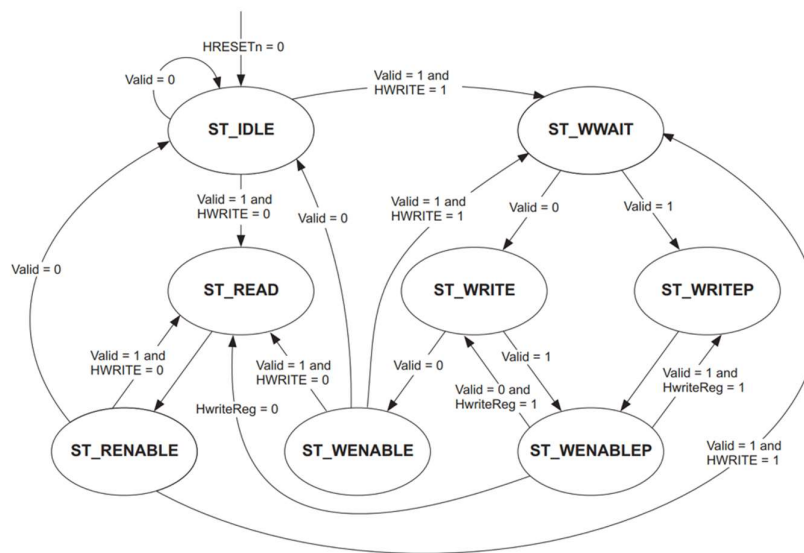 HRESETn = 0
Valid = 0
Valid = 1 and
HWRITE = 1
ST_IDLE
ST_WWAIT
Valid = 1 and
HWRITE = 0
Valid = 0
Valid = 1 and
HWRITE = 1
Valid = 0
Valid = 1
Valid = 0
ST_READ
ST_WRITE
ST_WRITEP
Valid = 1 and
HWRITE = 0
Valid = 1 and
HWRITE = 0
Valid = 0
Valid = 1
HwriteReg = 0
Valid = 0 and
HwriteReg = 1
Valid = 1 and
HwriteReg = 1
ST_RENABLE
ST_WENABLE
ST_WENABLEP
Valid = 1 and
HWRITE = 1